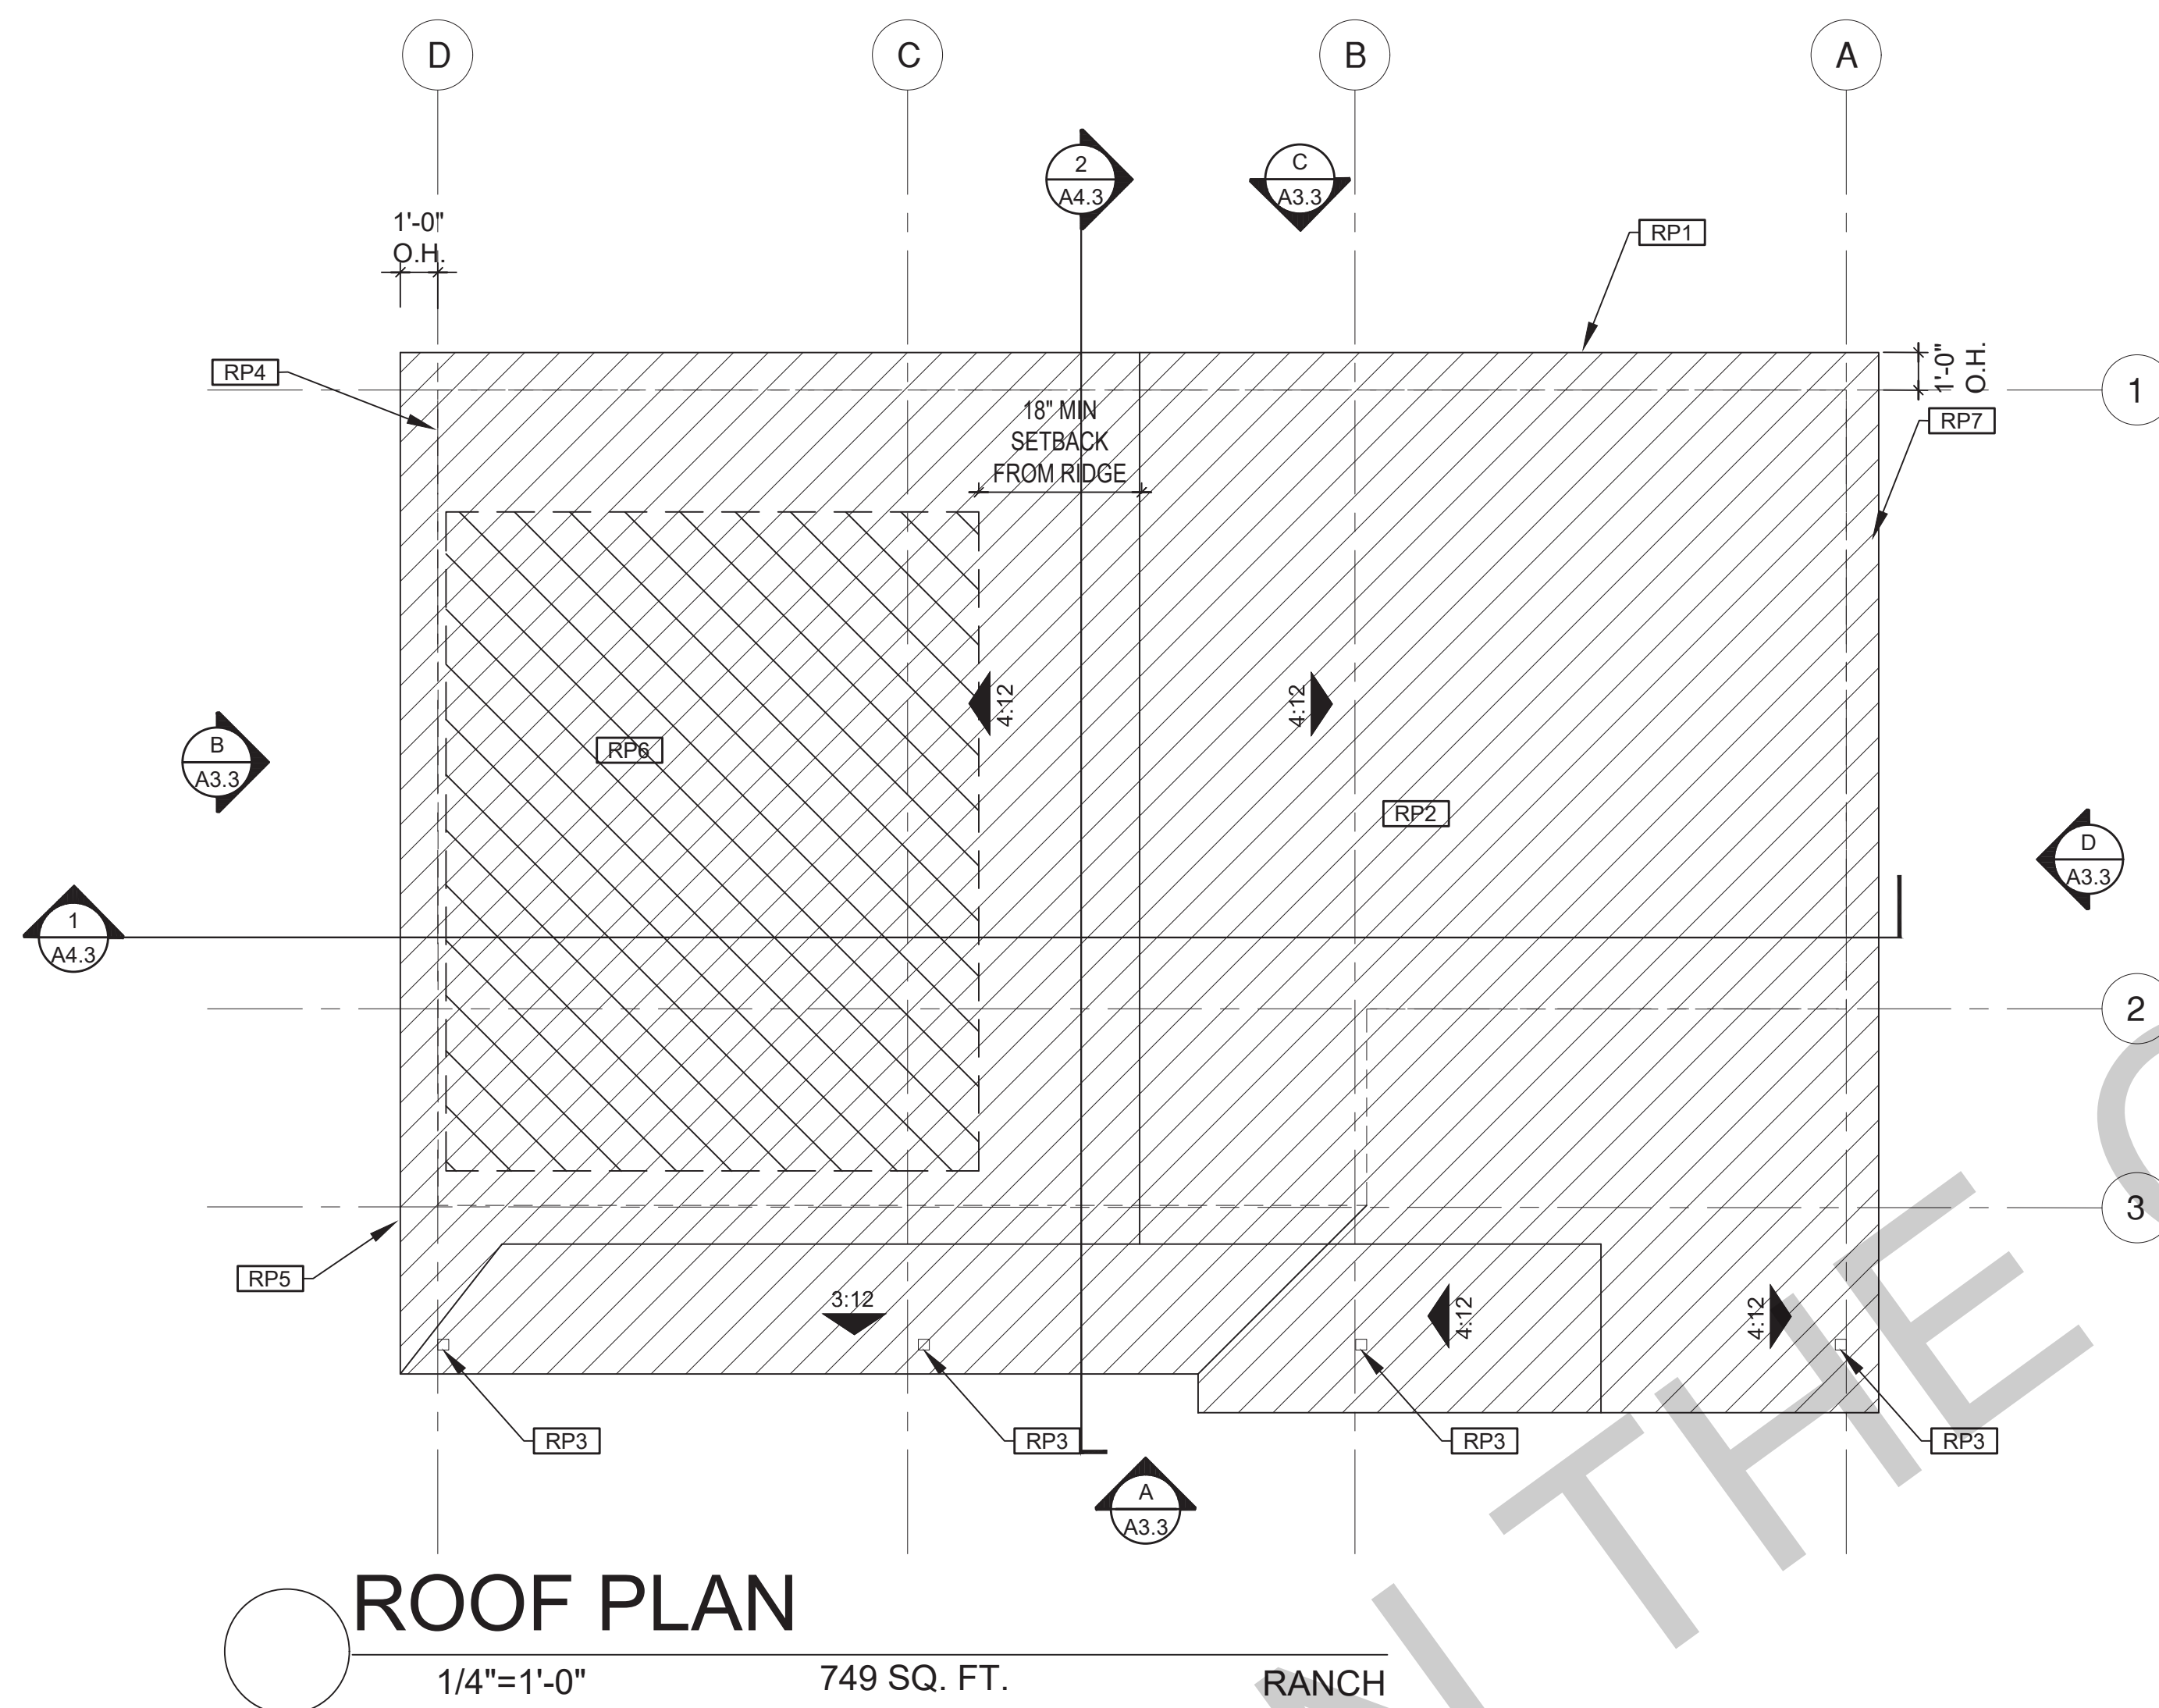 D
C
B
A
2
A4.3
C
A3.3
1'-0"
O.H.
RP1
1'-0"
O.H.
RP4
1
18" MIN
SETBACK
FROM RIDGE
RP7
4:12
4:12
B
A3.3
RP6
RP2
D
A3.3
1
A4.3
2
3
RP5
3:12
4:12
4:12
RP3
RP3
RP3
RP3
A
A3.3
ROOF PLAN
1/4"=1'-0"
749 SQ. FT.
RANCH
THE